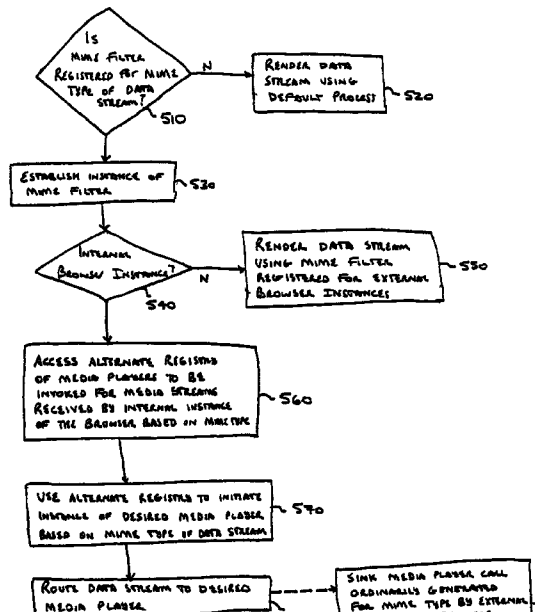 Is
MIME FILTER
REGISTERED FOR MIME
TYPE OF DATA
STREAM?
510
N
RENDER DATA
STREAM USING
DEFAULT PROCESS
520
ESTABLISH INSTANCE OF
MIME FILTER
530
INTERNAL
BROWSER INSTANCE?
540
N
RENDER DATA STREAM
USING MIME FILTER
REGISTERED FOR EXTERNAL
BROWSER INSTANCES
550
ACCESS ALTERNATE REGISTRY
OF MEDIA PLAYERS TO BE
INVOKED FOR MEDIA STREAMS
RECEIVED BY INTERNAL INSTANCE
OF THE BROWSER BASED ON MIME TYPE
560
USE ALTERNATE REGISTRY TO INITIATE
INSTANCE OF DESIRED MEDIA PLAYER
BASED ON MIME TYPE OF DATA STREAM
570
ROUTE DATA STREAM TO DESIRED
MEDIA PLAYER
SINK MEDIA PLAYER CALL
ORDINARILY GENERATED
FOR MIME TYPE BY EXTERNAL